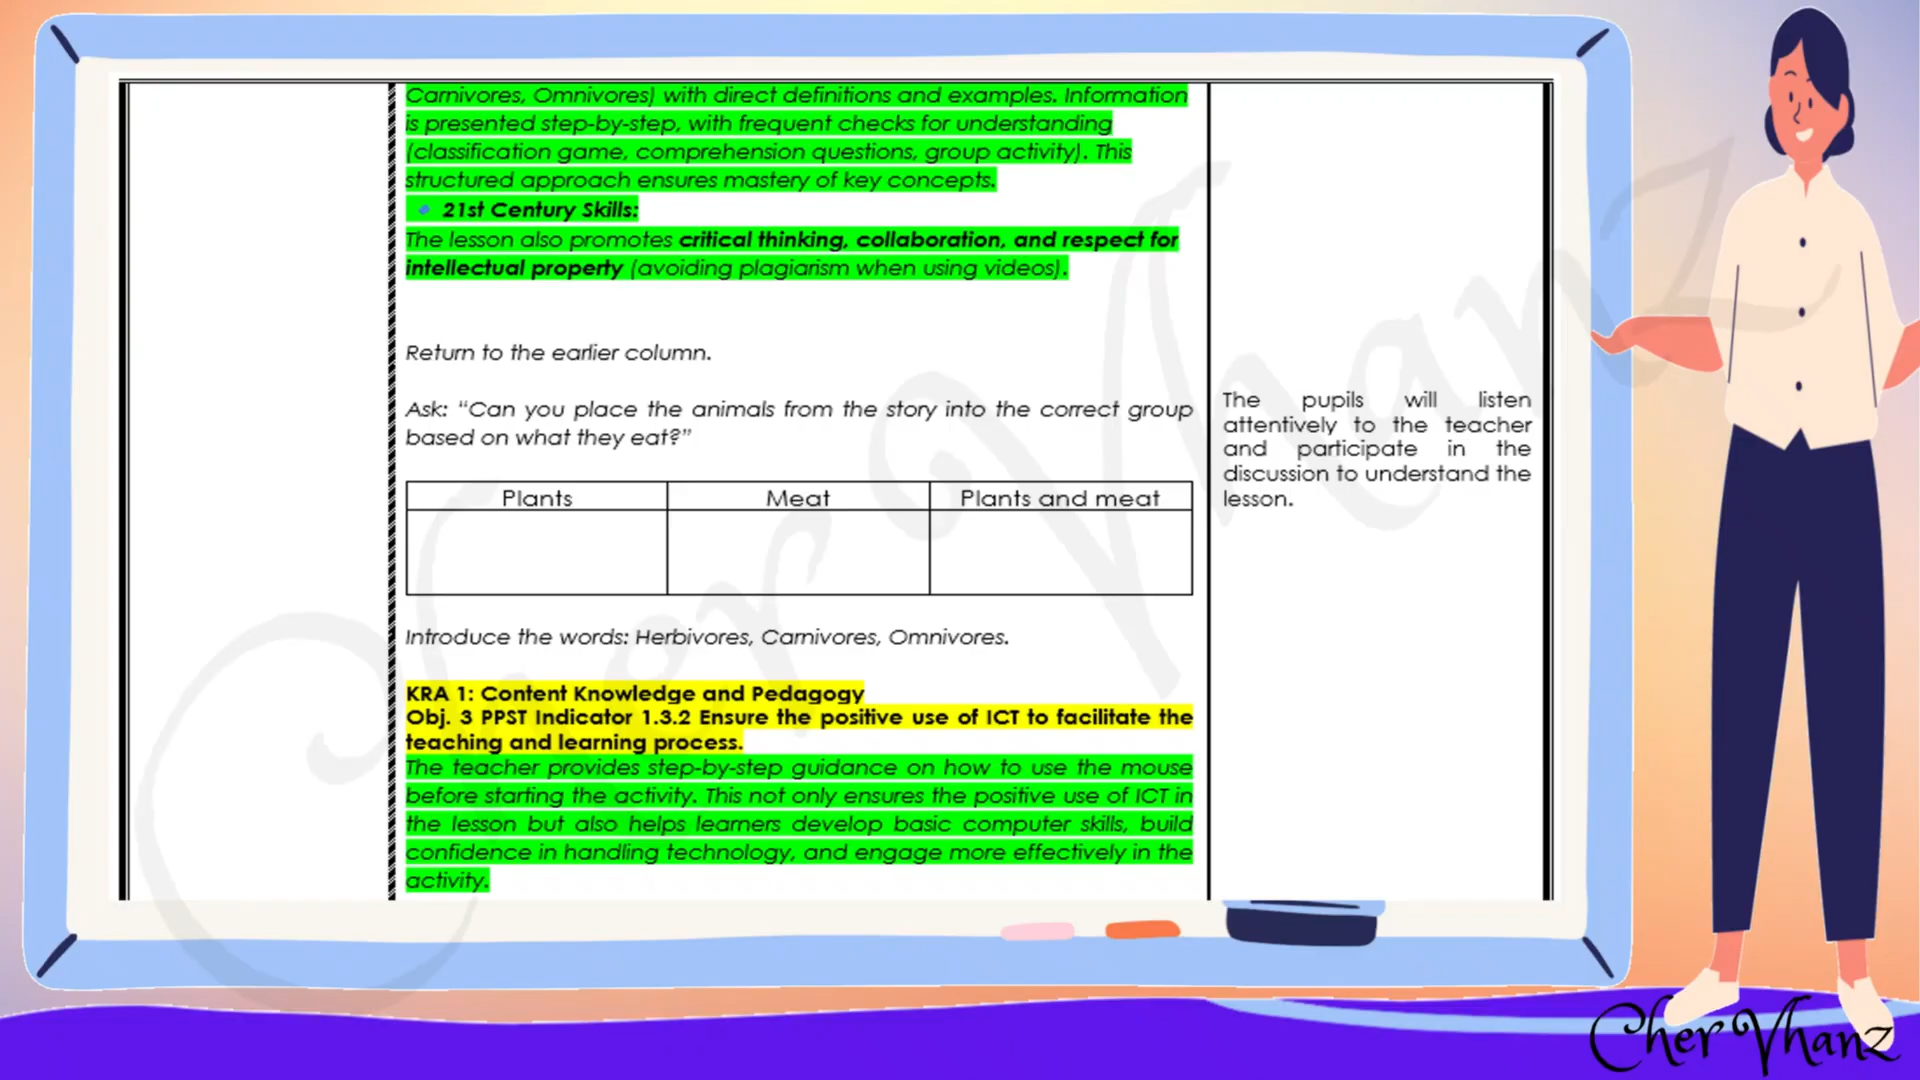 Carnivores, Omnivores) with direct definitions and examples. Information
is presented step-by-step, with frequent checks for understanding
(classification game, comprehension questions, group activity). This
structured approach ensures mastery of key concepts.
21st Century Skills:
The lesson also promotes critical thinking, collaboration, and respect for
intellectual property (avoiding plagiarism when using videos).
Return to the earlier column.
Ask: “Can you place the animals from the story into the correct group
based on what they eat?”
Plants Meat Plants and meat
Introduce the words: Herbivores, Carnivores, Omnivores.
KRA 1: Content Knowledge and Pedagogy
Obj. 3 PPST Indicator 1.3.2 Ensure the positive use of ICT to facilitate the
teaching and learning process.
The teacher provides step-by-step guidance on how to use the mouse
before starting the activity. This not only ensures the positive use of ICT in
the lesson but also helps learners develop basic computer skills, build
confidence in handling technology, and engage more effectively in the
activity.
The pupils will listen
attentively to the teacher
and participate in the
discussion to understand the
lesson.
Cher Vhanz
Cher Vhanz